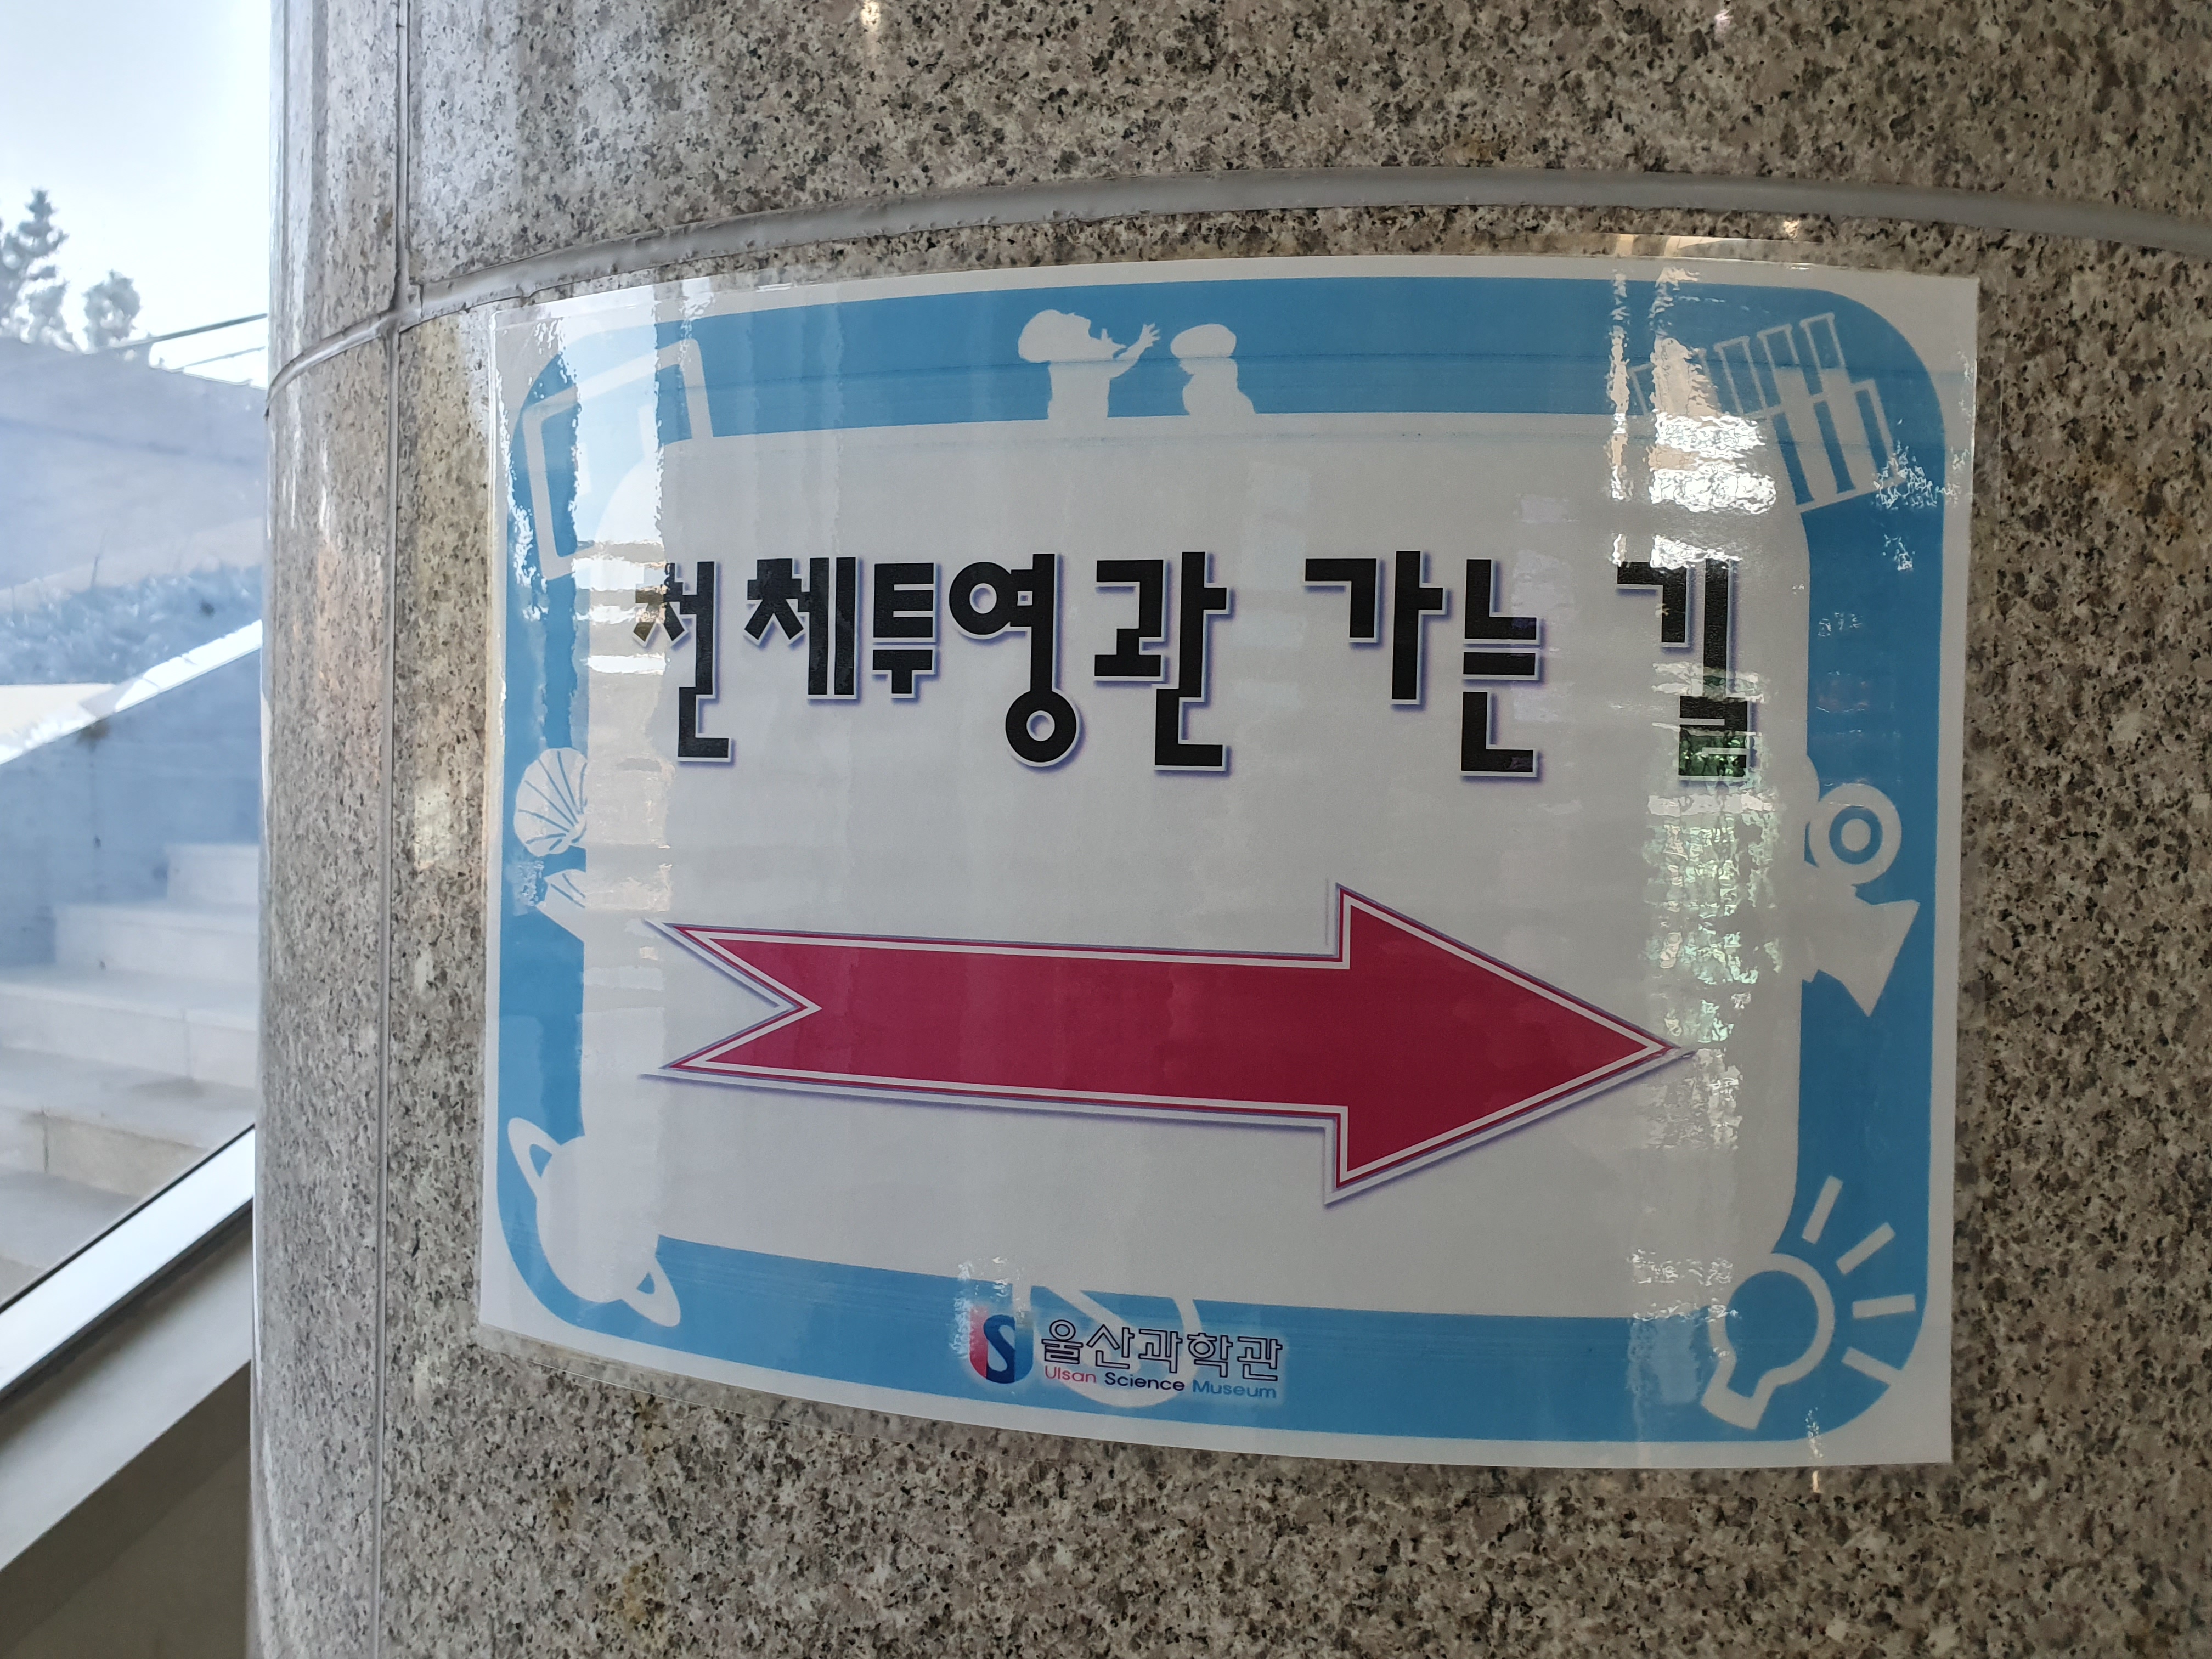 천체투영관 가는 길
울산과학관
Ulsan Science Museum